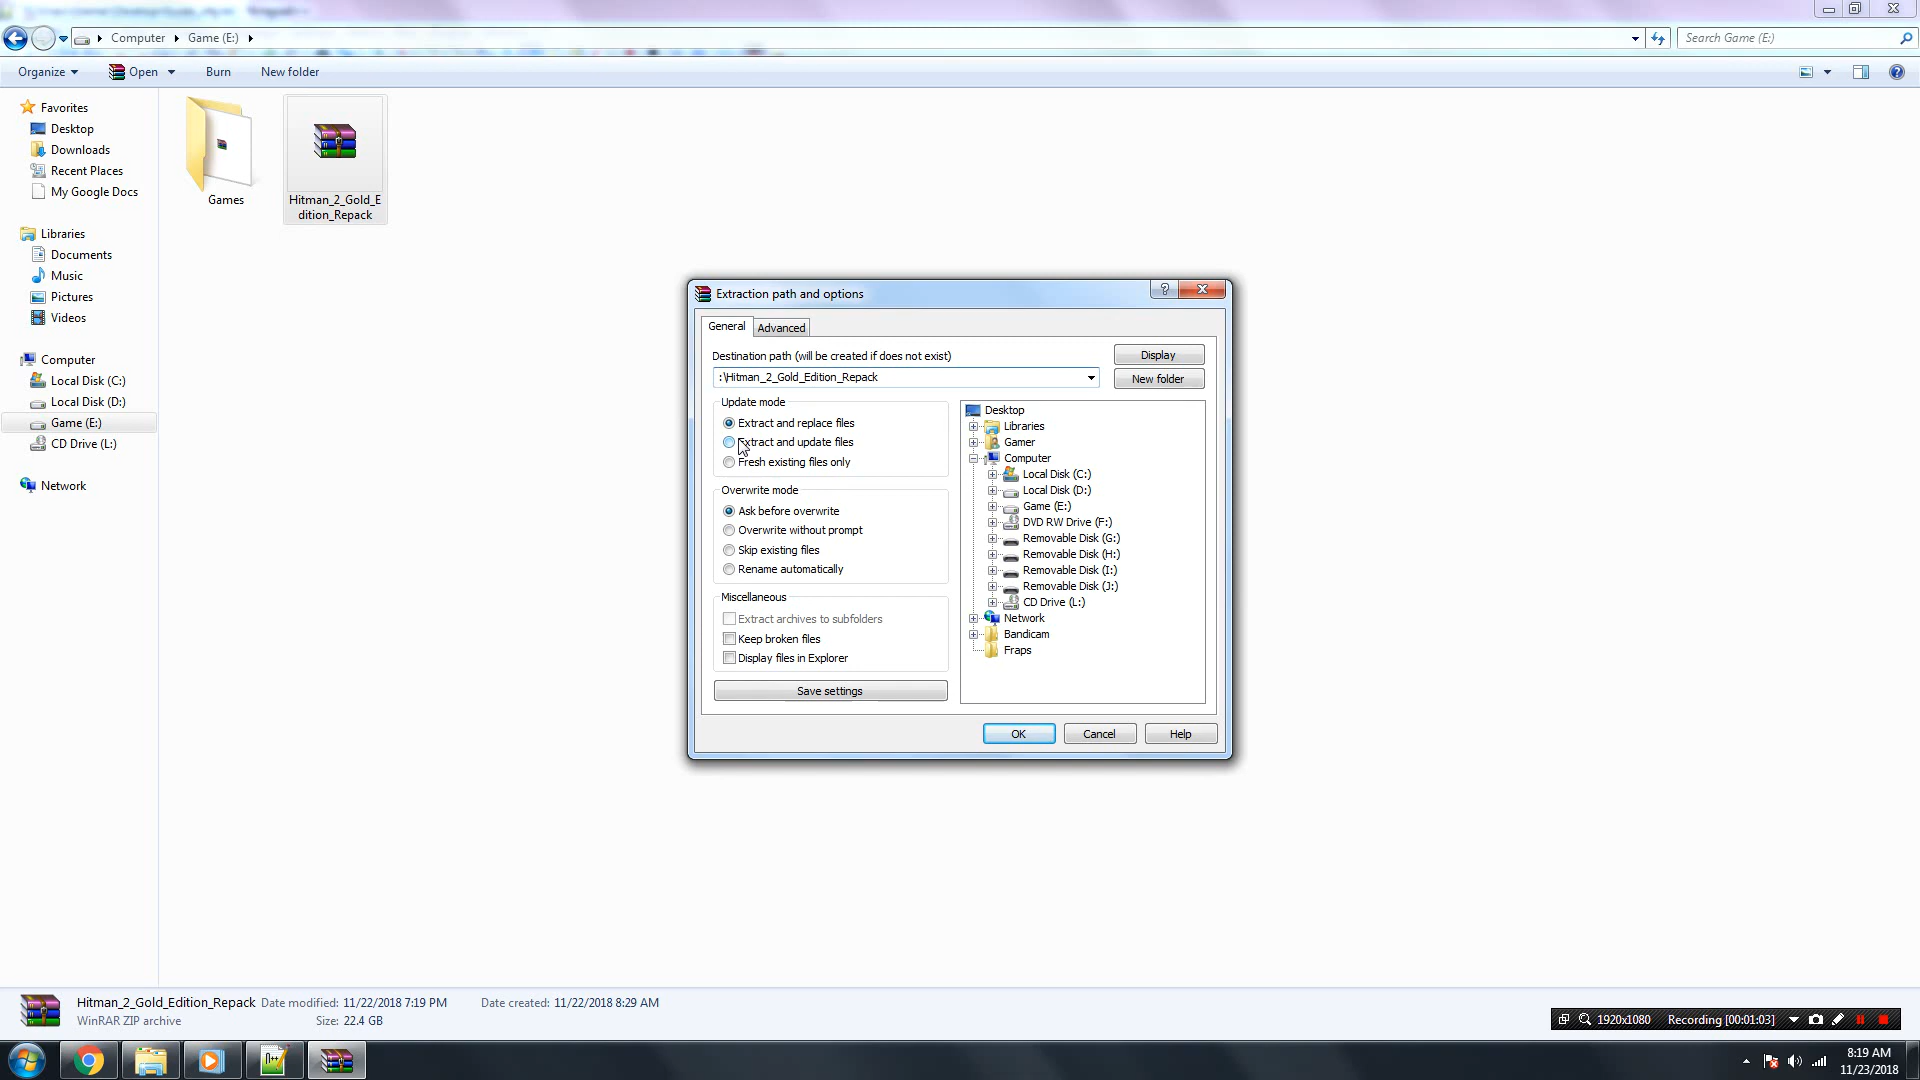 Computer
Game (E:)
Search Game (E:)
Organize
Open
Burn
New folder
Favorites
Desktop
Downloads
Recent Places
My Google Docs
Libraries
Documents
Music
Pictures
Videos
Computer
Local Disk (C:)
Local Disk (D:)
Game (E:)
CD Drive (L:)
Network
Games
Hitman_2_Gold_E
dition_Repack
Extraction path and options
General
Advanced
Destination path (will be created if does not exist)
:\Hitman_2_Gold_Edition_Repack
Display
New folder
Update mode
Extract and replace files
Extract and update files
Fresh existing files only
Overwrite mode
Ask before overwrite
Overwrite without prompt
Skip existing files
Rename automatically
Miscellaneous
Extract archives to subfolders
Keep broken files
Display files in Explorer
Save settings
Desktop
Libraries
Gamer
Computer
Local Disk (C:)
Local Disk (D:)
Game (E:)
DVD RW Drive (F:)
Removable Disk (G:)
Removable Disk (H:)
Removable Disk (I:)
Removable Disk (J:)
CD Drive (L:)
Network
Bandicam
Fraps
OK
Cancel
Help
Hitman_2_Gold_Edition_Repack Date modified: 11/22/2018 7:19 PM Date created: 11/22/2018 8:29 AM
WinRAR ZIP archive Size: 22.4 GB
1920x1080 Recording [00:01:03]
8:19 AM
11/23/2018